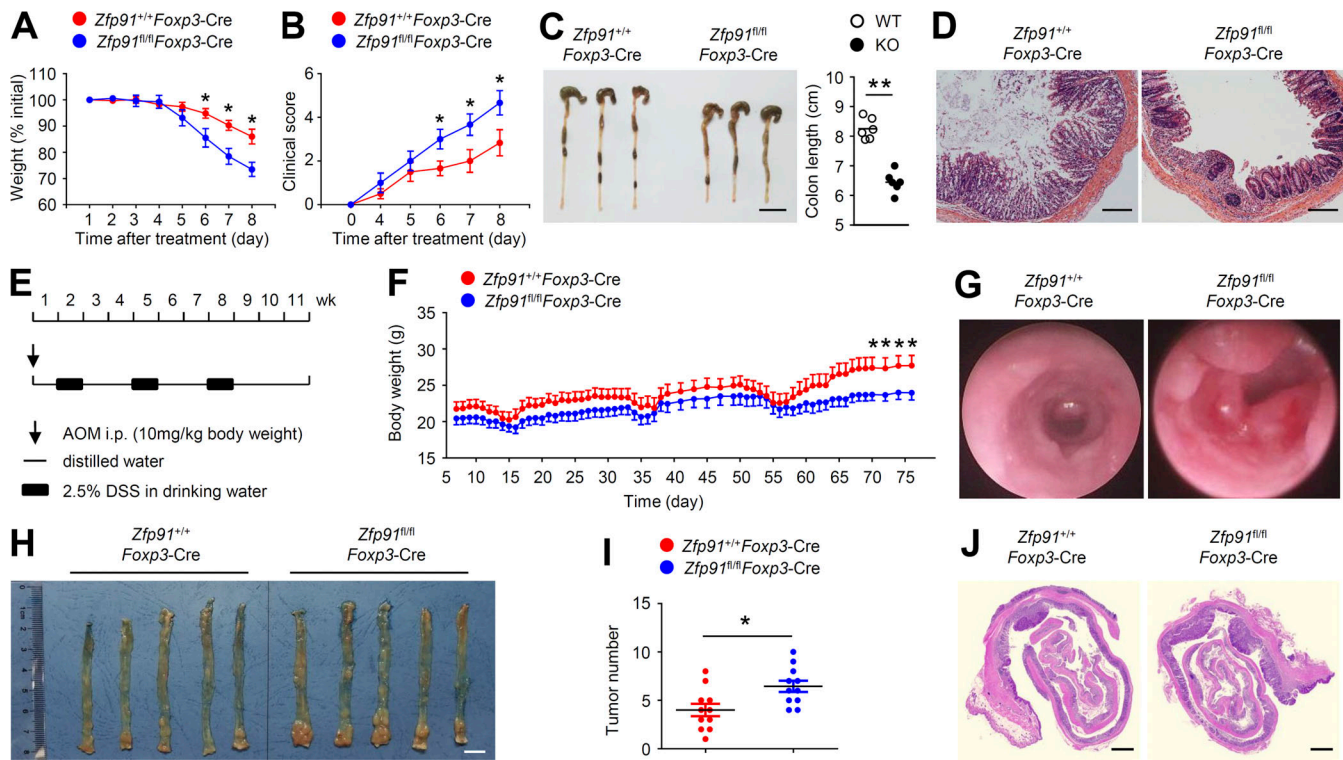 A
Zfp91+/+Foxp3-Cre
Zfp91fl/flFoxp3-Cre
Weight (% initial)
110
100
90
80
70
60
1 2 3 4 5 6 7 8
* * *
Time after treatment (day)
B
Zfp91+/+Foxp3-Cre
Zfp91fl/flFoxp3-Cre
Clinical score
6
4
2
0
0 4 5 6 7 8
* * *
Time after treatment (day)
C
Zfp91+/+
Foxp3-Cre
Zfp91fl/fl
Foxp3-Cre
WT
KO
**
Colon length (cm)
10
9
8
7
6
5
D
Zfp91+/+
Foxp3-Cre
Zfp91fl/fl
Foxp3-Cre
E
1 2 3 4 5 6 7 8 9 10 11 wk
AOM i.p. (10mg/kg body weight)
distilled water
2.5% DSS in drinking water
F
Zfp91+/+Foxp3-Cre
Zfp91fl/flFoxp3-Cre
Body weight (g)
35
30
25
20
15
****
5 10 15 20 25 30 35 40 45 50 55 60 65 70 75
Time (day)
G
Zfp91+/+
Foxp3-Cre
Zfp91fl/fl
Foxp3-Cre
H
Zfp91+/+
Foxp3-Cre
Zfp91fl/fl
Foxp3-Cre
I
Zfp91+/+Foxp3-Cre
Zfp91fl/flFoxp3-Cre
Tumor number
15
10
5
0
*
J
Zfp91+/+
Foxp3-Cre
Zfp91fl/fl
Foxp3-Cre